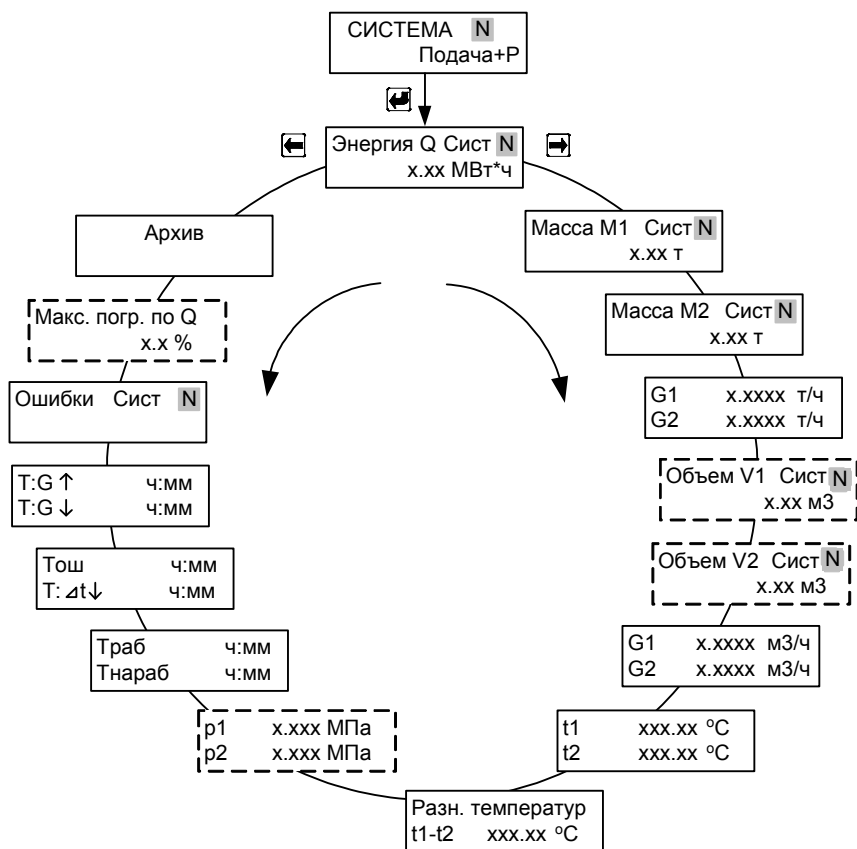 СИСТЕМА N
Подача+Р
Энергия Q Сист N
x.xx МВт*ч
Архив
Масса М1 Сист N
x.xx т
Макс. погр. по Q
x.x %
Масса М2 Сист N
x.xx т
Ошибки Сист N
G1 x.xxxx т/ч
G2 x.xxxx т/ч
T:G ↑ ч:мм
T:G ↓ ч:мм
Объем V1 Сист N
x.xx м3
Тош ч:мм
T: ⊿t↓ ч:мм
Объем V2 Сист N
x.xx м3
Траб ч:мм
Тнараб ч:мм
G1 x.xxxx м3/ч
G2 x.xxxx м3/ч
p1 x.xxx МПа
p2 x.xxx МПа
t1 xxx.xx ºC
t2 xxx.xx ºC
Разн. температур
t1-t2 xxx.xx ºC